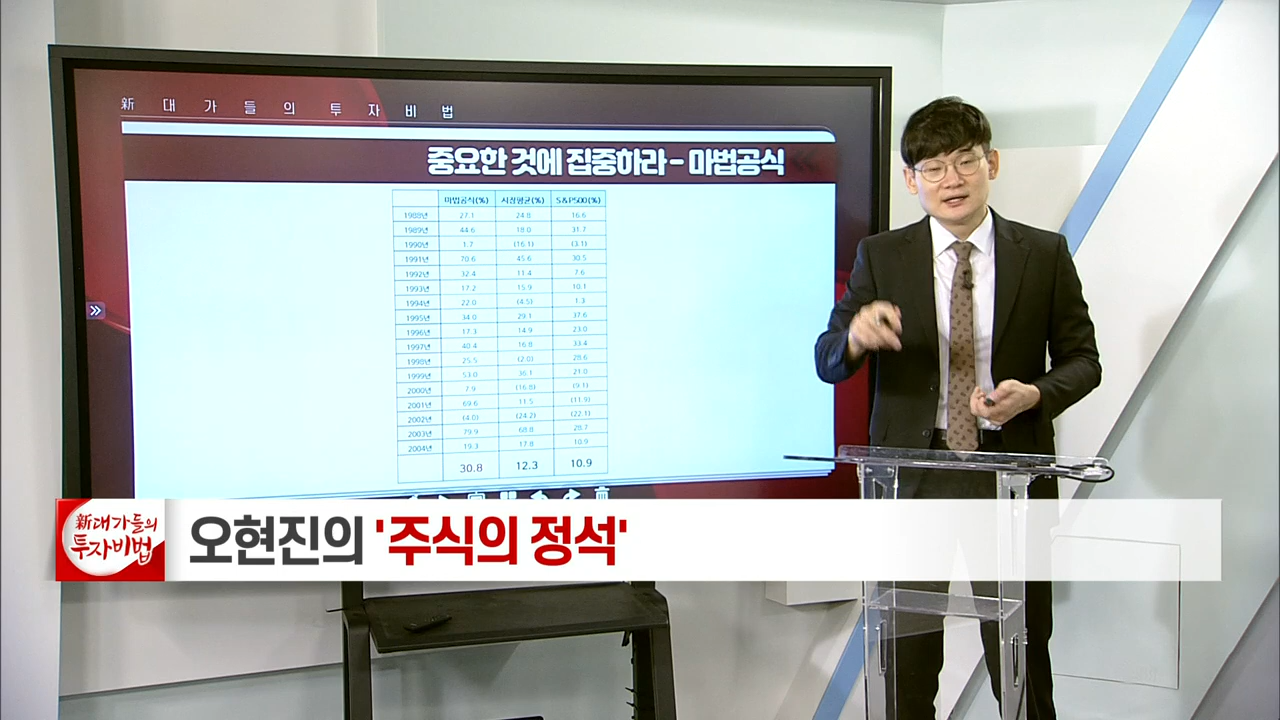 新 대 가 들 의 투 자 비 법
중요한 것에 집중하라 - 마법공식
마법공식(%) 시장평균(%) S&P500(%)
1988년 27.1 24.8 16.6
1989년 44.6 18.0 31.7
1990년 1.7 (16.1) (3.1)
1991년 70.6 45.6 30.5
1992년 32.4 11.4 7.6
1993년 17.2 15.9 10.1
1994년 22.0 (4.5) 1.3
1995년 34.0 29.1 37.6
1996년 17.3 14.9 23.0
1997년 40.4 16.8 33.4
1998년 25.5 (2.0) 28.6
1999년 53.0 36.1 21.0
2000년 7.9 (16.8) (9.1)
2001년 69.6 11.5 (11.9)
2002년 (4.0) (24.2) (22.1)
2003년 79.9 68.8 28.7
2004년 19.3 17.8 10.9
30.8 12.3 10.9
新대가들의
투자비법
오현진의 '주식의 정석'